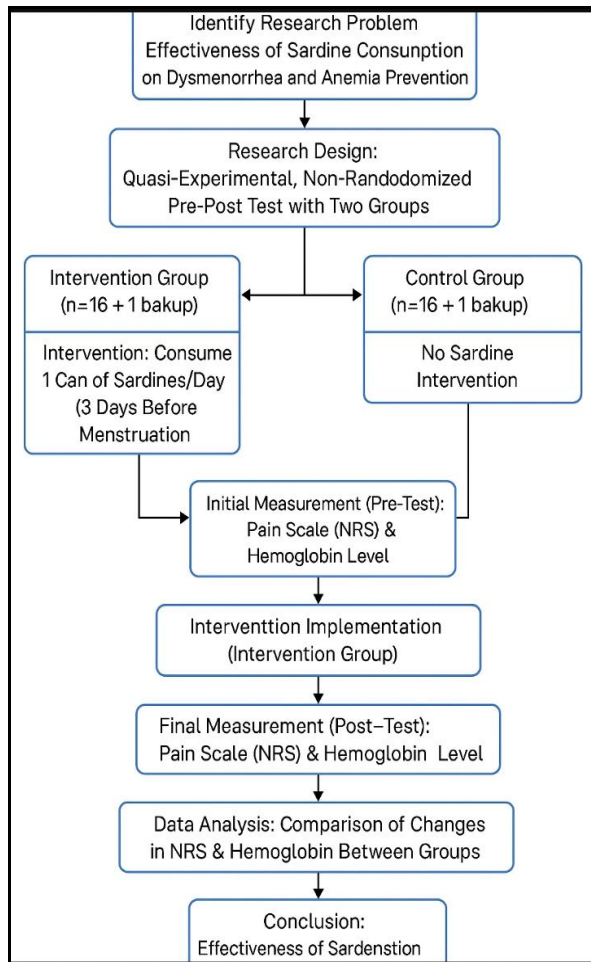 Identify Research Problem
Effectiveness of Sardine Consunption
on Dysmenorrhea and Anemia Prevention
Research Design:
Quasi-Experimental, Non-Randodomized
Pre-Post Test with Two Groups
Intervention Group
(n=16 + 1 bakup)
Intervention: Consume
1 Can of Sardines/Day
(3 Days Before
Menstruation
Control Group
(n=16 + 1 bakup)
No Sardine
Intervention
Initial Measurement (Pre-Test):
Pain Scale (NRS) &
Hemoglobin Level
Interventtion Implementation
(Intervention Group)
Final Measurement (Post–Test):
Pain Scale (NRS) & Hemoglobin Level
Data Analysis: Comparison of Changes
in NRS & Hemoglobin Between Groups
Conclusion:
Effectiveness of Sardenstion